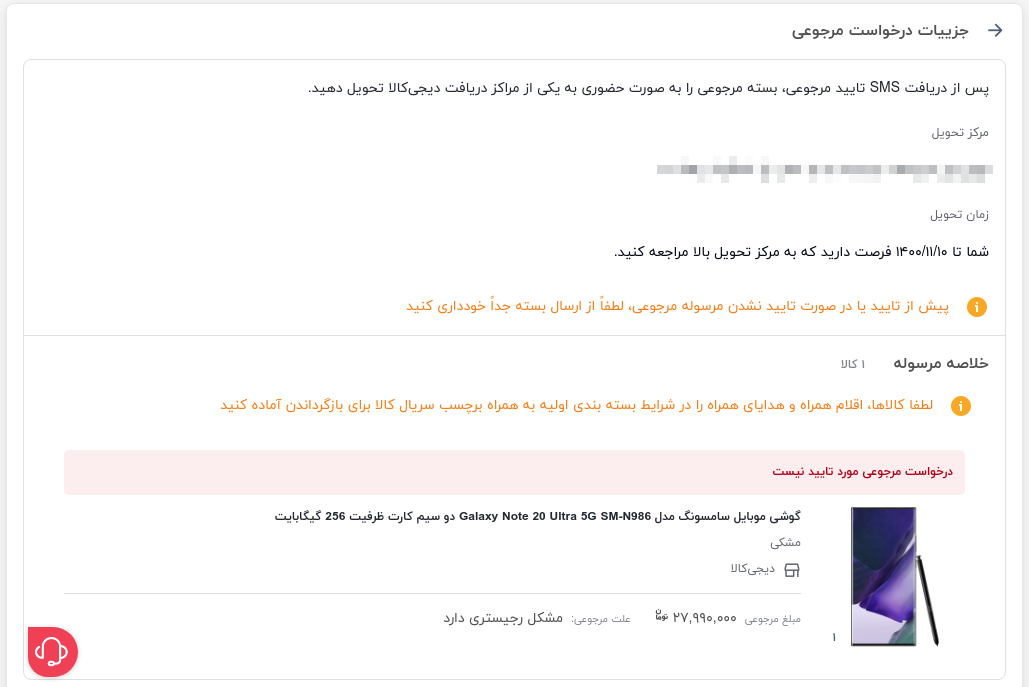 جزییات درخواست مرجوعی
پس از دریافت SMS تایید مرجوعی، بسته مرجوعی را به صورت حضوری به یکی از مراکز دریافت دیجی‌کالا تحویل دهید.
مرکز تحویل
زمان تحویل
شما تا ۱۴۰۰/۱۱/۱۰ فرصت دارید که به مرکز تحویل بالا مراجعه کنید.
پیش از تایید یا در صورت تایید نشدن مرسوله مرجوعی، لطفاً از ارسال بسته جداً خودداری کنید
خلاصه مرسوله ۱ کالا
لطفا کالاها، اقلام همراه و هدایای همراه را در شرایط بسته بندی اولیه به همراه برچسب سریال کالا برای بازگرداندن آماده کنید
درخواست مرجوعی مورد تایید نیست
گوشی موبایل سامسونگ مدل Galaxy Note 20 Ultra 5G SM-N986 دو سیم کارت ظرفیت 256 گیگابایت
مشکی
دیجی‌کالا
مبلغ مرجوعی ۲۷,۹۹۰,۰۰۰ تومان علت مرجوعی: مشکل رجیستری دارد
۱